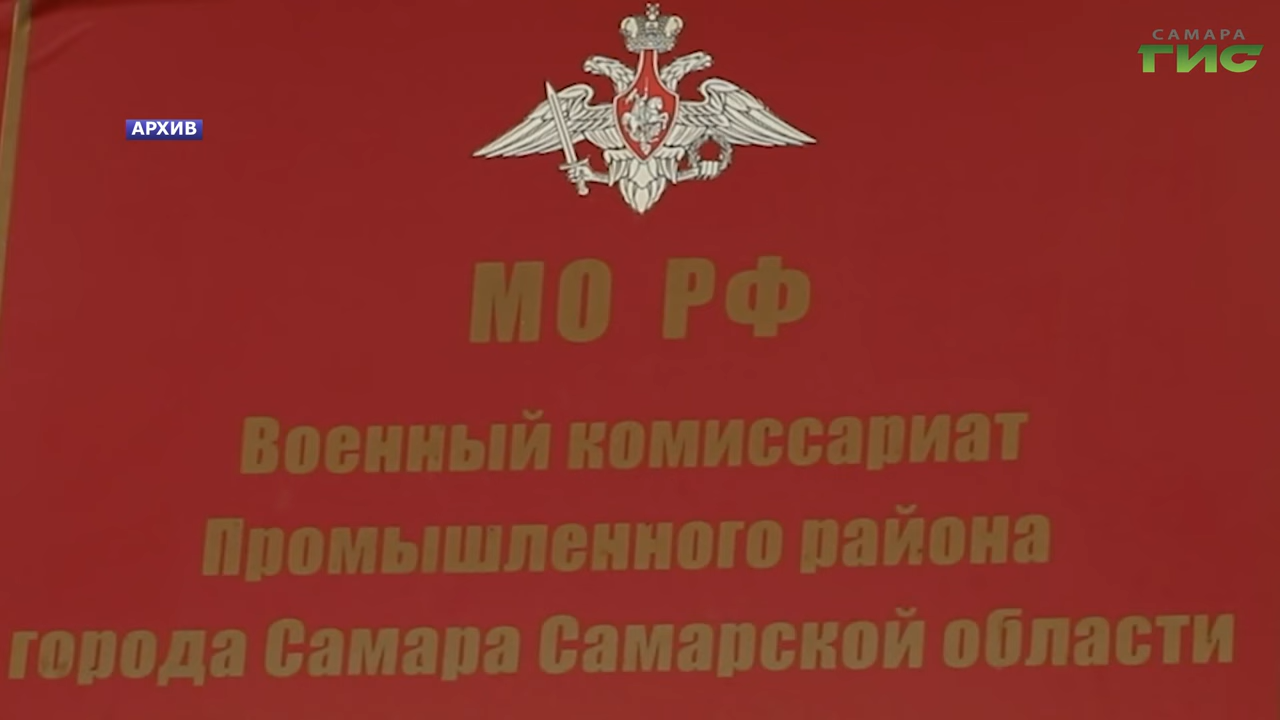 САМАРА
ГИС
АРХИВ
МО РФ
Военный комиссариат
Промышленного района
города Самара Самарской области